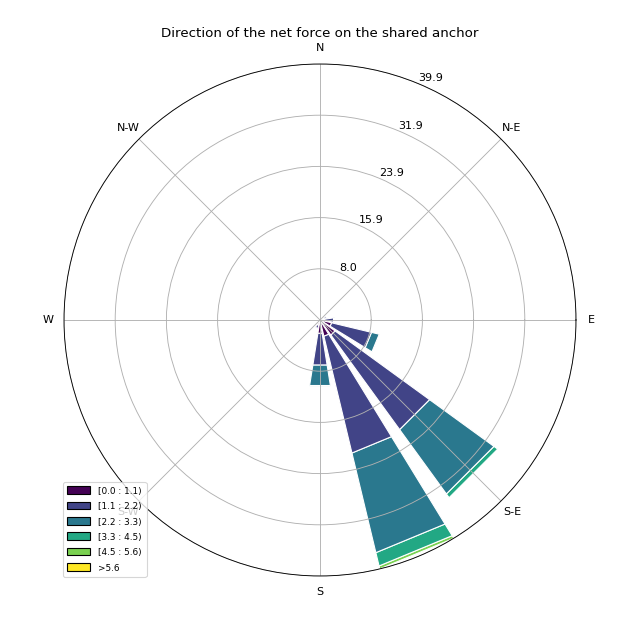 Direction of the net force on the shared anchor
N
39.9
N-W
31.9
N-E
23.9
15.9
8.0
W
E
[0.0 : 1.1)
[1.1 : 2.2)
S-W
S-E
[2.2 : 3.3)
[3.3 : 4.5)
[4.5 : 5.6)
>5.6
S